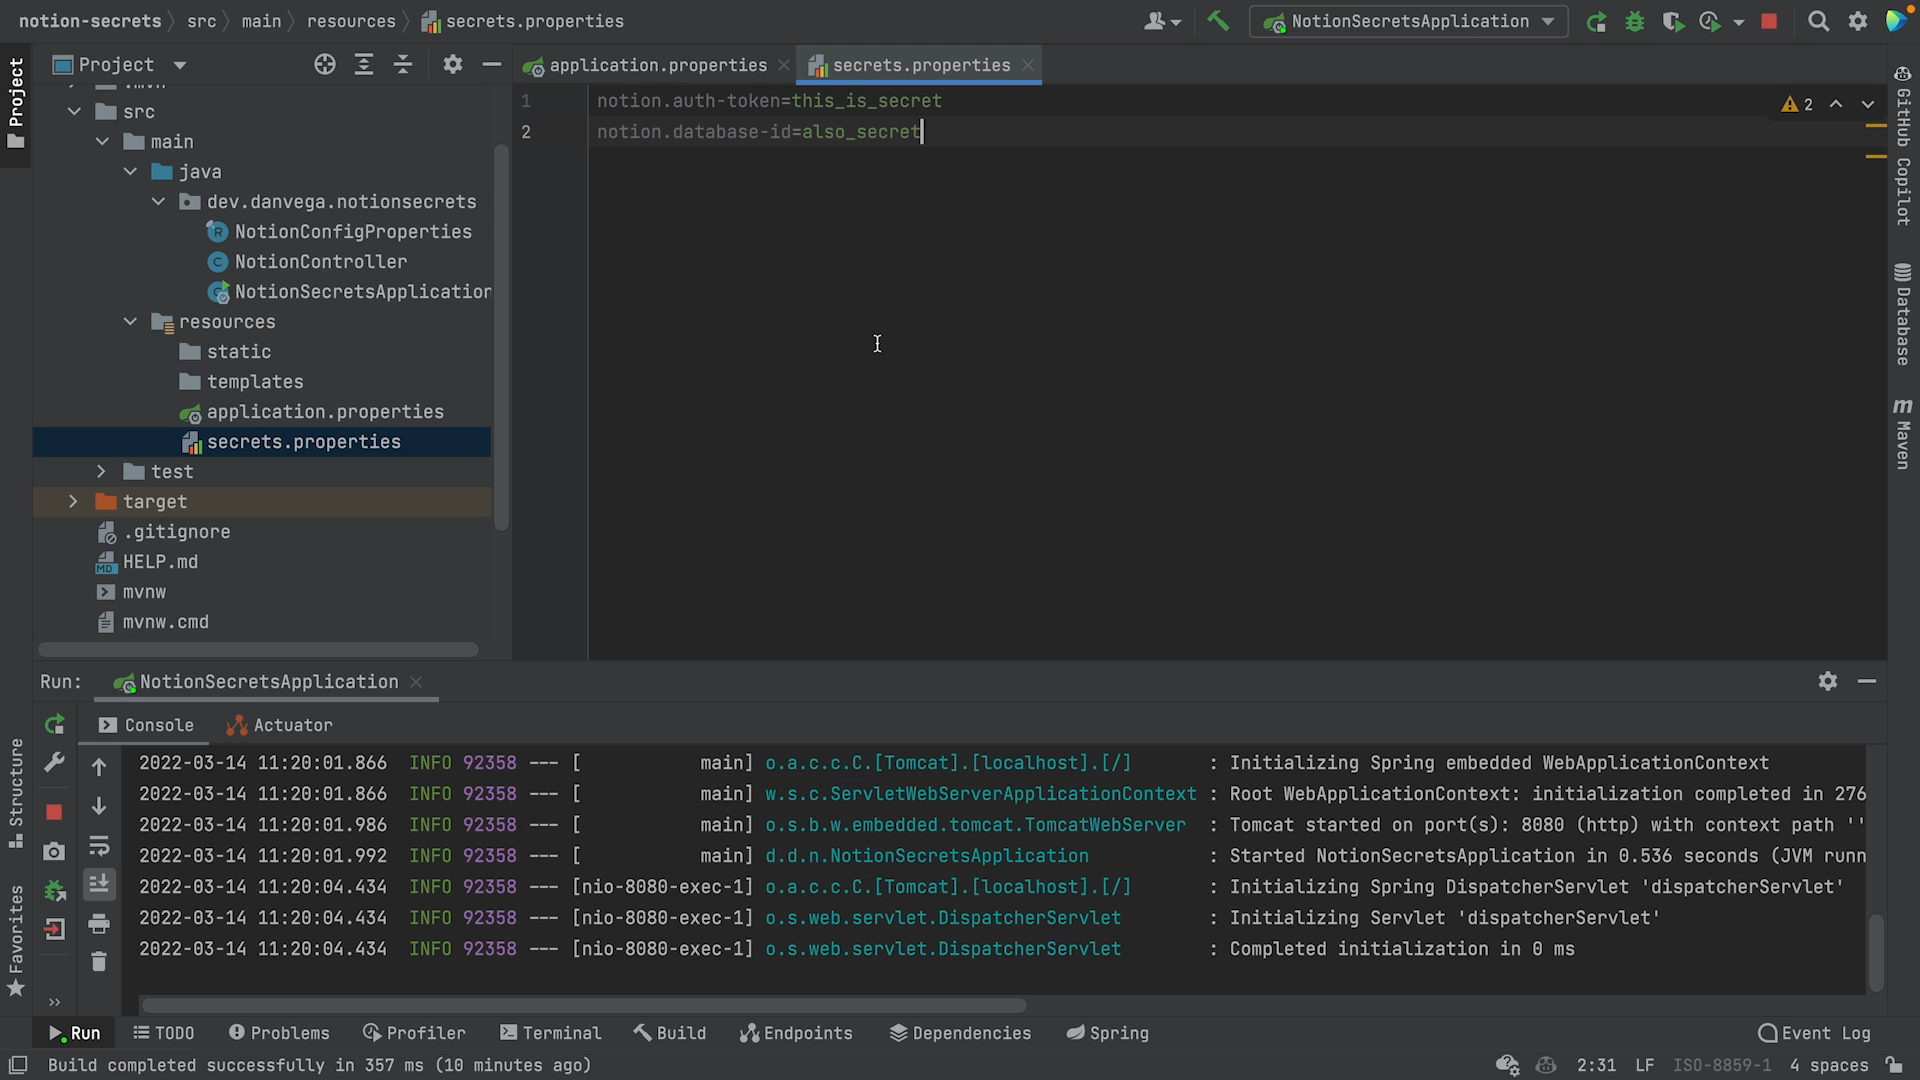 notion-secrets src main resources secrets.properties NotionSecretsApplication
Project
Project
application.properties secrets.properties
src
main
java
dev.danvega.notionsecrets
NotionConfigProperties
NotionController
NotionSecretsApplication
resources
static
templates
application.properties
secrets.properties
test
target
.gitignore
HELP.md
mvnw
mvnw.cmd
1 notion.auth-token=this_is_secret
2 notion.database-id=also_secret
2
GitHub Copilot
Database
Maven
Run: NotionSecretsApplication
Console Actuator
2022-03-14 11:20:01.866 INFO 92358 --- [ main] o.a.c.c.C.[Tomcat].[localhost].[/] : Initializing Spring embedded WebApplicationContext
2022-03-14 11:20:01.866 INFO 92358 --- [ main] w.s.c.ServletWebServerApplicationContext : Root WebApplicationContext: initialization completed in 276
2022-03-14 11:20:01.986 INFO 92358 --- [ main] o.s.b.w.embedded.tomcat.TomcatWebServer : Tomcat started on port(s): 8080 (http) with context path ''
2022-03-14 11:20:01.992 INFO 92358 --- [ main] d.d.n.NotionSecretsApplication : Started NotionSecretsApplication in 0.536 seconds (JVM runn
2022-03-14 11:20:04.434 INFO 92358 --- [nio-8080-exec-1] o.a.c.c.C.[Tomcat].[localhost].[/] : Initializing Spring DispatcherServlet 'dispatcherServlet'
2022-03-14 11:20:04.434 INFO 92358 --- [nio-8080-exec-1] o.s.web.servlet.DispatcherServlet : Initializing Servlet 'dispatcherServlet'
2022-03-14 11:20:04.434 INFO 92358 --- [nio-8080-exec-1] o.s.web.servlet.DispatcherServlet : Completed initialization in 0 ms
Structure
Favorites
Run TODO Problems Profiler Terminal Build Endpoints Dependencies Spring Event Log
Build completed successfully in 357 ms (10 minutes ago) 2:31 LF ISO-8859-1 4 spaces